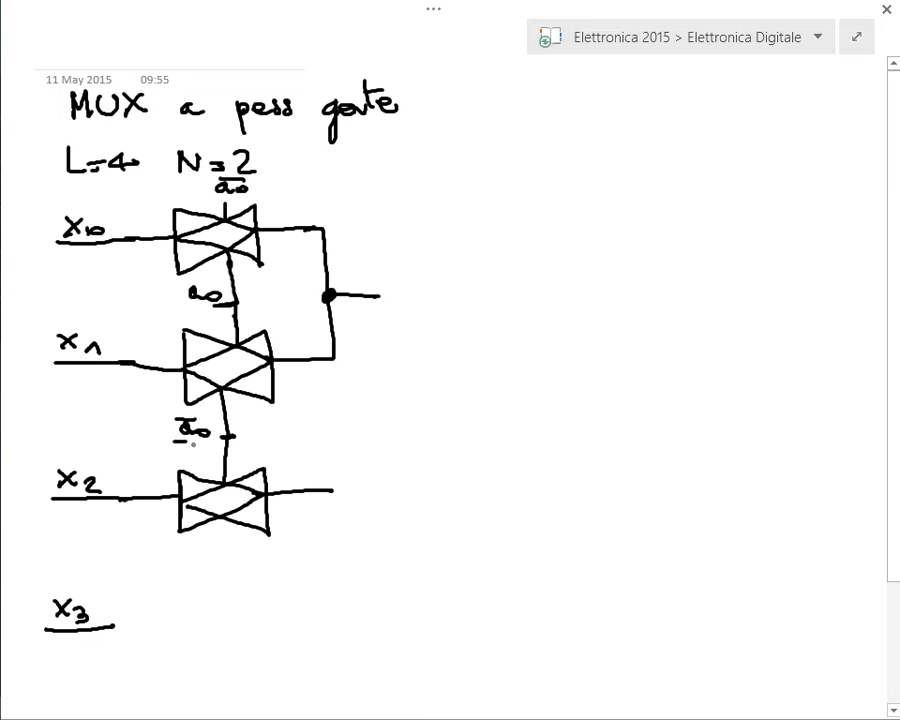 ...
Elettronica 2015 > Elettronica Digitale
11 May 2015 09:55
MUX a pass gate
L=4 N=2
a̅0
X0
a0
X1
a̅0
X2
X3